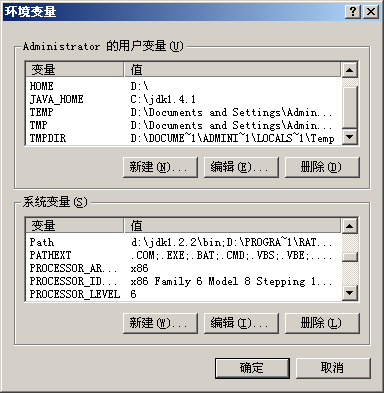 环境变量
Administrator 的用户变量(U)
变量 值
HOME D:\
JAVA_HOME C:\jdk1.4.1
TEMP D:\Documents and Settings\Admin...
TMP D:\Documents and Settings\Admin...
TMPDIR D:\DOCUME~1\ADMINI~1\LOCALS~1\Temp
新建(N)... 编辑(E)... 删除(D)
系统变量(S)
变量 值
Path d:\jdk1.2.2\bin;D:\PROGRA~1\RAT...
PATHEXT .COM;.EXE;.BAT;.CMD;.VBS;.VBE;....
PROCESSOR_AR... x86
PROCESSOR_ID... x86 Family 6 Model 8 Stepping 1...
PROCESSOR_LEVEL 6
新建(W)... 编辑(I)... 删除(L)
确定 取消